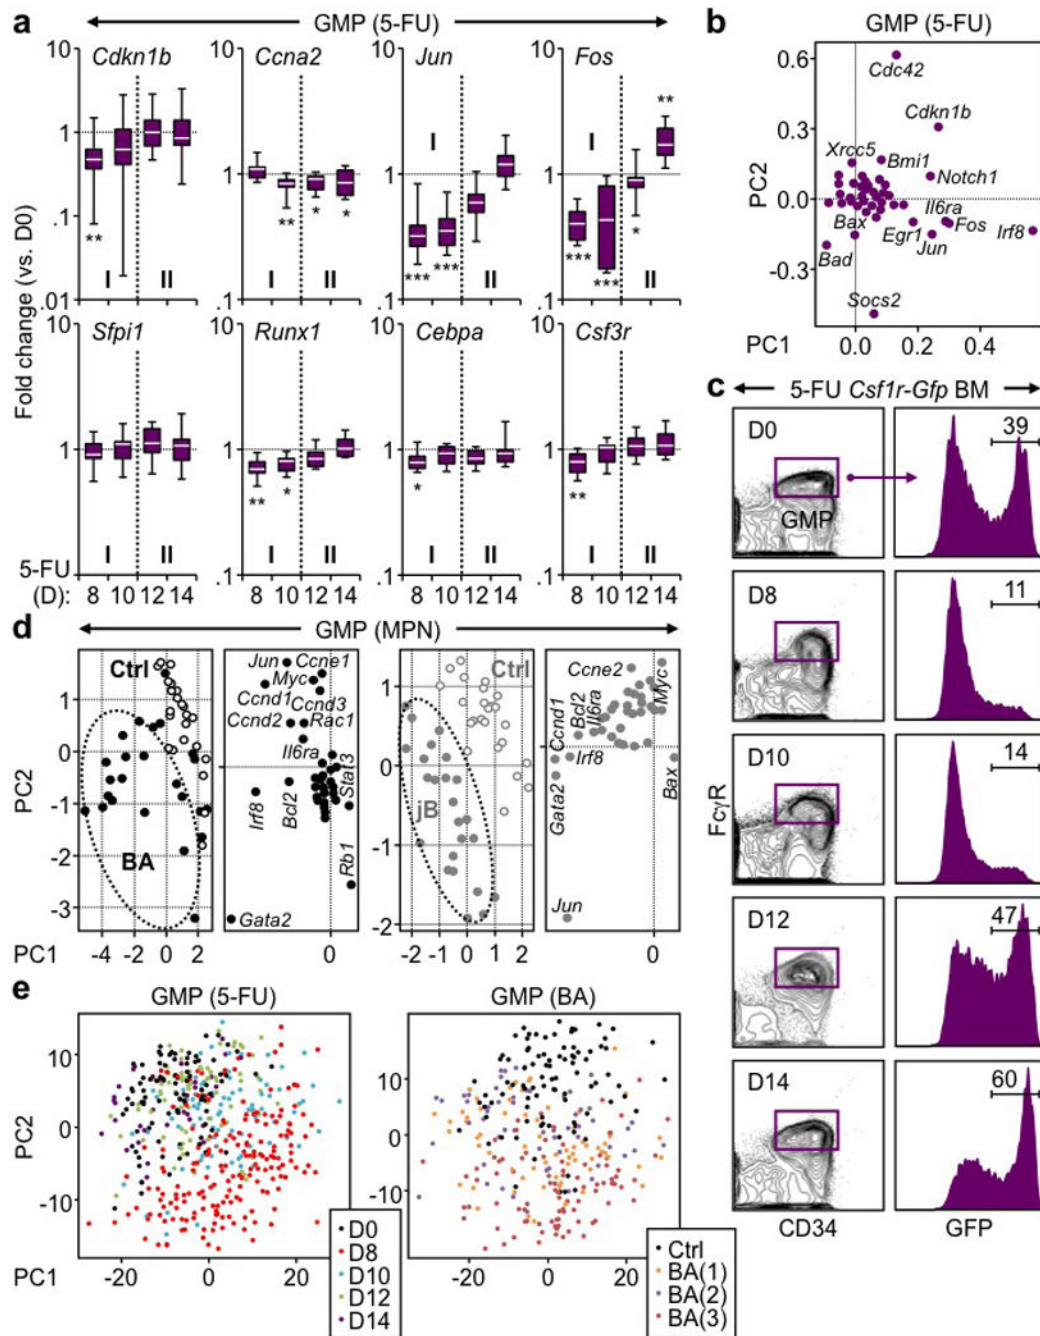 a
GMP (5-FU)
Fold change (vs. D0)
10
1
.1
.01
Cdkn1b
**
I
II
10
1
.1
Ccna2
**
*
*
I
II
10
1
.1
Jun
I
***
***
II
10
1
.1
Fos
I
**
***
***
*
II
10
1
.1
Sfpi1
I
II
10
1
.1
Runx1
**
*
I
II
10
1
.1
Cebpa
*
I
II
10
1
.1
Csf3r
**
I
II
5-FU
(D):
8 10 12 14
8 10 12 14
8 10 12 14
8 10 12 14
b
GMP (5-FU)
PC2
0.6
0.3
0.0
-0.3
Cdc42
Cdkn1b
Xrcc5
Bmi1
Notch1
Bax
Il6ra
Egr1
Fos
Irf8
Jun
Bad
Socs2
PC1
0.0 0.2 0.4
c
5-FU Csf1r-Gfp BM
D0
GMP
39
D8
11
D10
14
D12
47
D14
60
FcγR
CD34
GFP
d
GMP (MPN)
PC2
1
0
-1
-2
-3
Ctrl
BA
PC1
-4 -2 0 2
Jun
Ccne1
Myc
Ccnd1
Ccnd3
Ccnd2
Rac1
Il6ra
Stat3
Irf8
Bcl2
Rb1
Gata2
0
1
0
-1
-2
Ctrl
jB
-2 -1 0 1 2
Ccne2
Myc
Ccnd1
Bcl2
Il6ra
Irf8
Gata2
Bax
Jun
0
e
GMP (5-FU)
PC2
10
0
-10
PC1
-20 0 20
D0
D8
D10
D12
D14
GMP (BA)
10
0
-10
-20 0 20
Ctrl
BA(1)
BA(2)
BA(3)